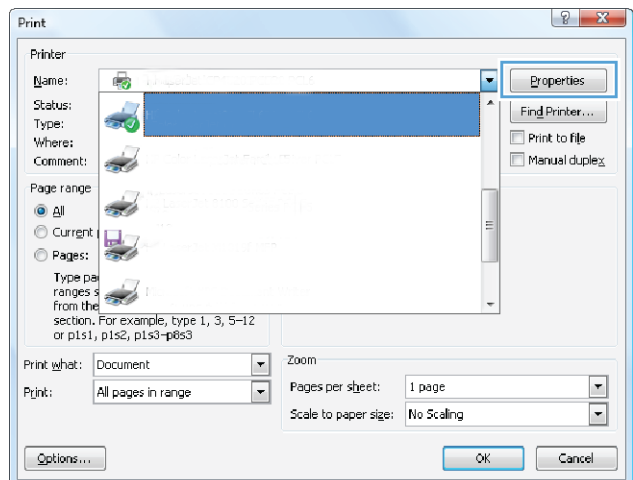 Print
Printer
Name:
Properties
Status:
Find Printer...
Type:
Where:
Print to file
Comment:
Manual duplex
Page range
All
Current
Pages:
Type
ranges
from the
section. For example, type 1, 3, 5–12
or p1s1, p1s2, p1s3–p8s3
Print what: Document
Zoom
Pages per sheet: 1 page
Print: All pages in range
Scale to paper size: No Scaling
Options...
OK
Cancel